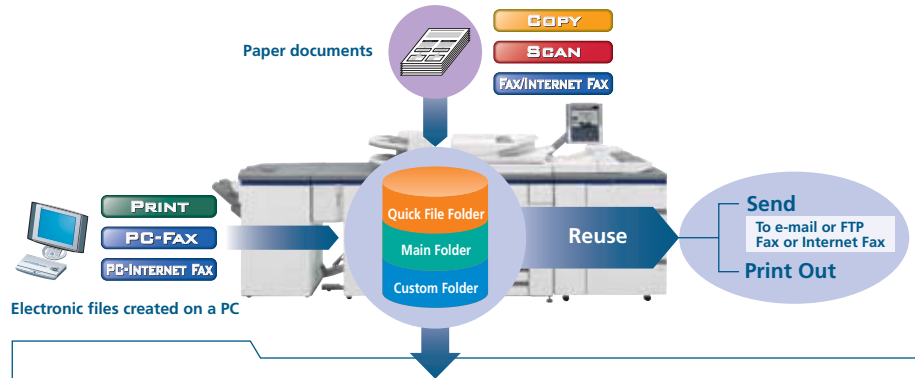 Paper documents
COPY
SCAN
FAX/INTERNET FAX
PRINT
PC-FAX
PC-INTERNET FAX
Electronic files created on a PC
Quick File Folder
Main Folder
Custom Folder
Reuse
Send
To e-mail or FTP
Fax or Internet Fax
Print Out